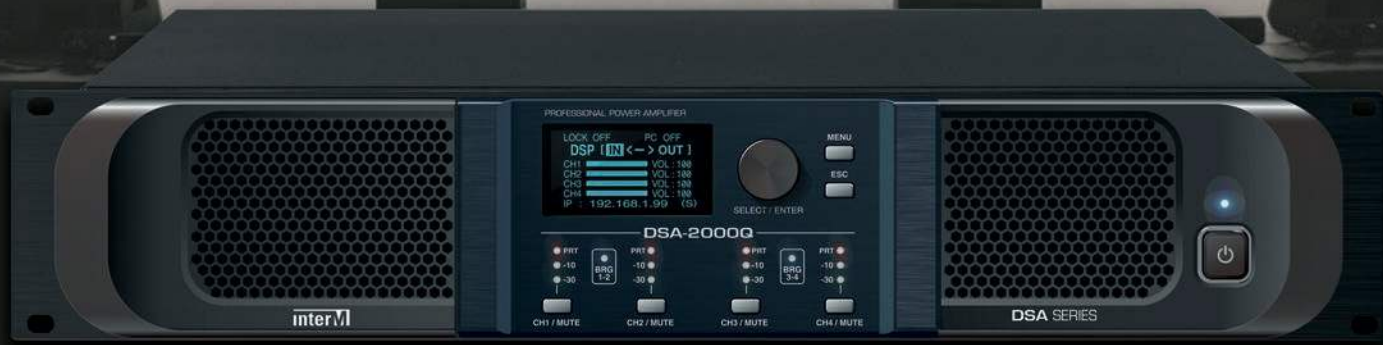 PROFESSIONAL POWER AMPLIFIER
LOCK OFF PC OFF
DSP [ IN <-> OUT ]
CH1 VOL:100
CH2 VOL:100
CH3 VOL:100
CH4 VOL:100
IP : 192.168.1.99 (S)
MENU
ESC
SELECT / ENTER
DSA-2000Q
PRT PRT PRT PRT
-10 -10 -10 -10
BRG 1-2 BRG 3-4
-30 -30 -30 -30
CH1 / MUTE CH2 / MUTE CH3 / MUTE CH4 / MUTE
interM
DSA SERIES